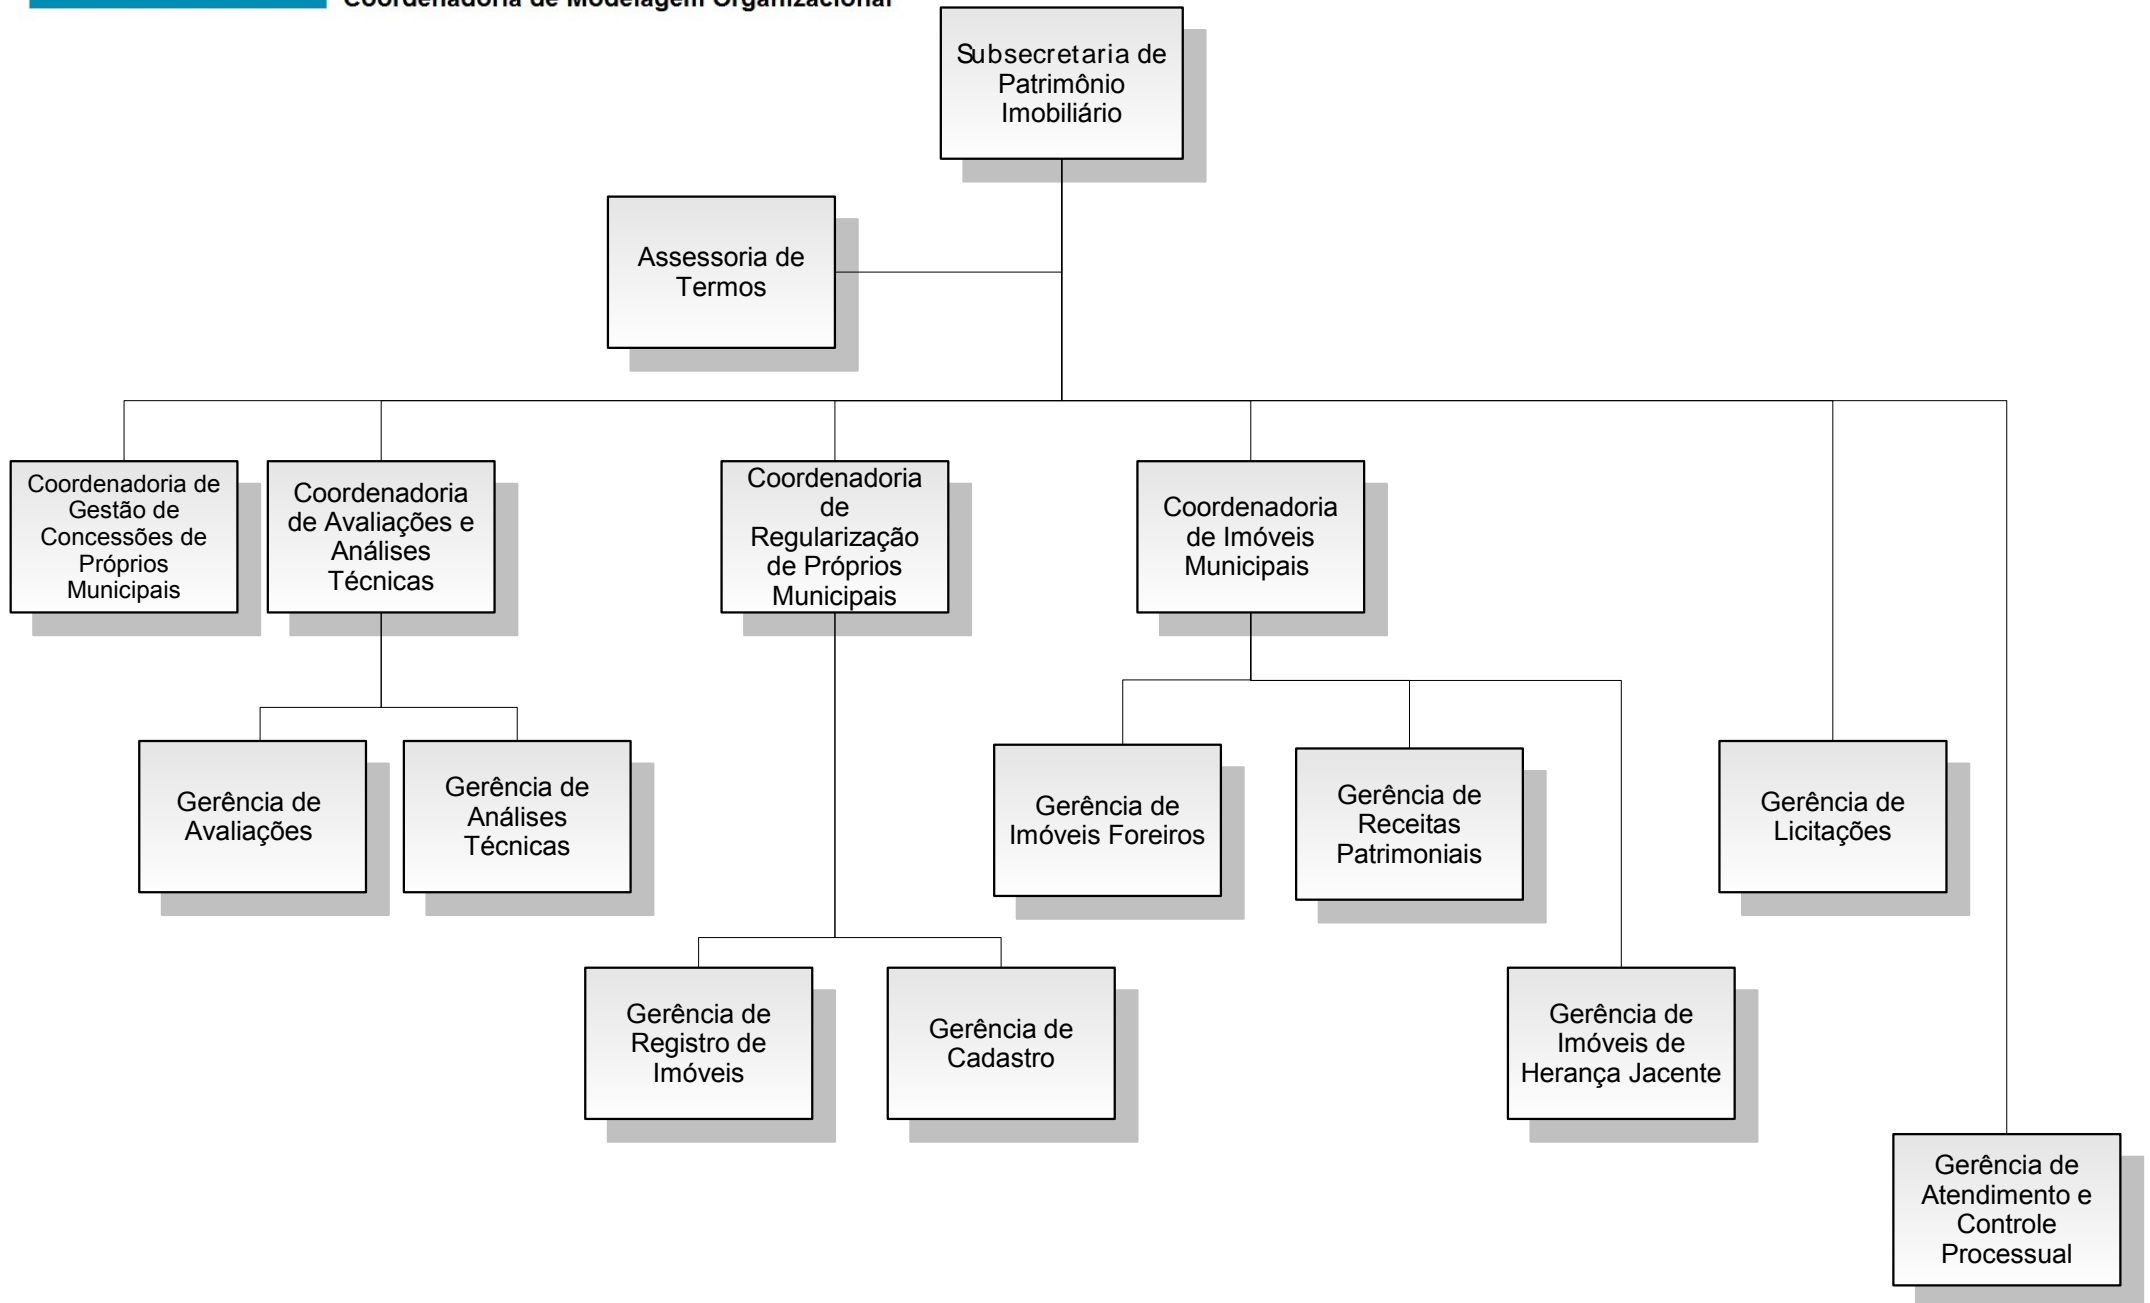 Coordenadoria de Modelagem Organizacional
Subsecretaria de
Patrimônio
Imobiliário
Assessoria de
Termos
Coordenadoria de
Gestão de
Concessões de
Próprios
Municipais
Coordenadoria
de Avaliações e
Análises
Técnicas
Coordenadoria
de
Regularização
de Próprios
Municipais
Coordenadoria
de Imóveis
Municipais
Gerência de
Avaliações
Gerência de
Análises
Técnicas
Gerência de
Imóveis Foreiros
Gerência de
Receitas
Patrimoniais
Gerência de
Licitações
Gerência de
Registro de
Imóveis
Gerência de
Cadastro
Gerência de
Imóveis de
Herança Jacente
Gerência de
Atendimento e
Controle
Processual